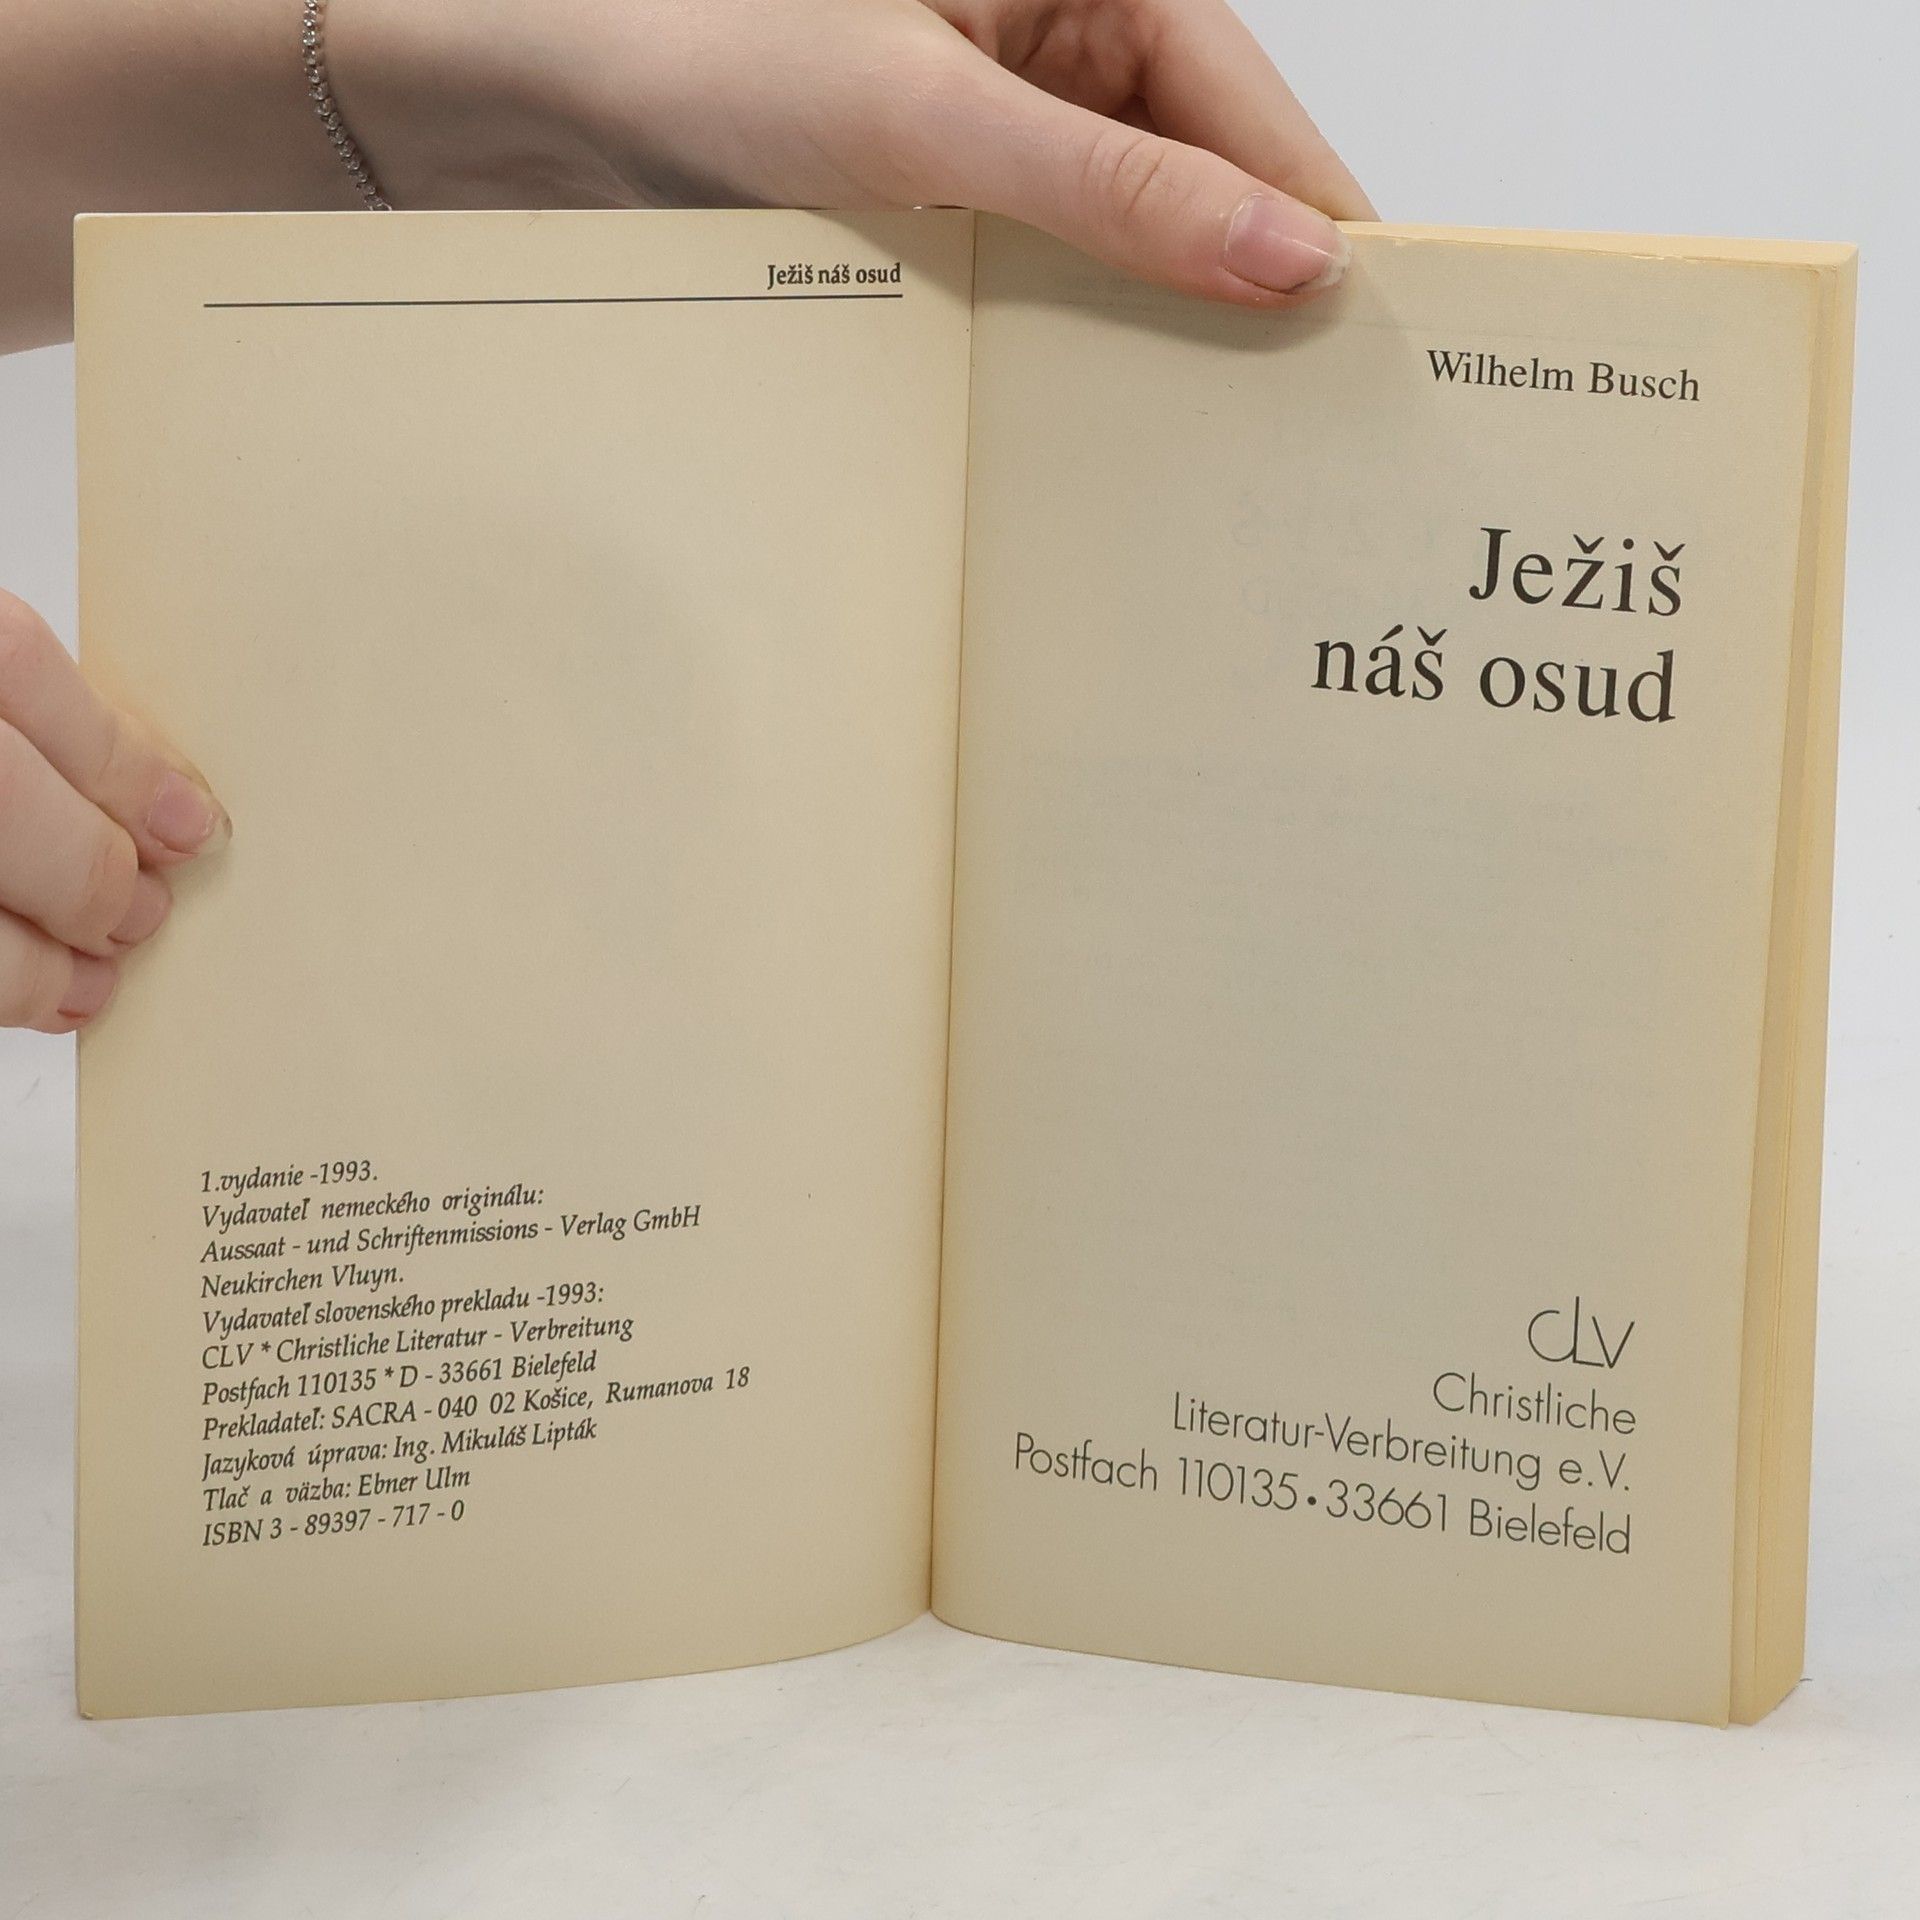 Ježiš náš osud
1.vydanie -1993.
Vydavateľ nemeckého originálu:
Aussaat - und Schriftenmissions - Verlag GmbH
Neukirchen Vluyn.
Vydavateľ slovenského prekladu -1993:
CLV * Christliche Literatur - Verbreitung
Postfach 110135 * D - 33661 Bielefeld
Prekladateľ: SACRA - 040 02 Košice, Rumanova 18
Jazyková úprava: Ing. Mikuláš Lipták
Tlač a väzba: Ebner Ulm
ISBN 3 - 89397 - 717 - 0
Wilhelm Busch
Ježiš
náš osud
CLV
Christliche
Literatur-Verbreitung e.V.
Postfach 110135 • 33661 Bielefeld